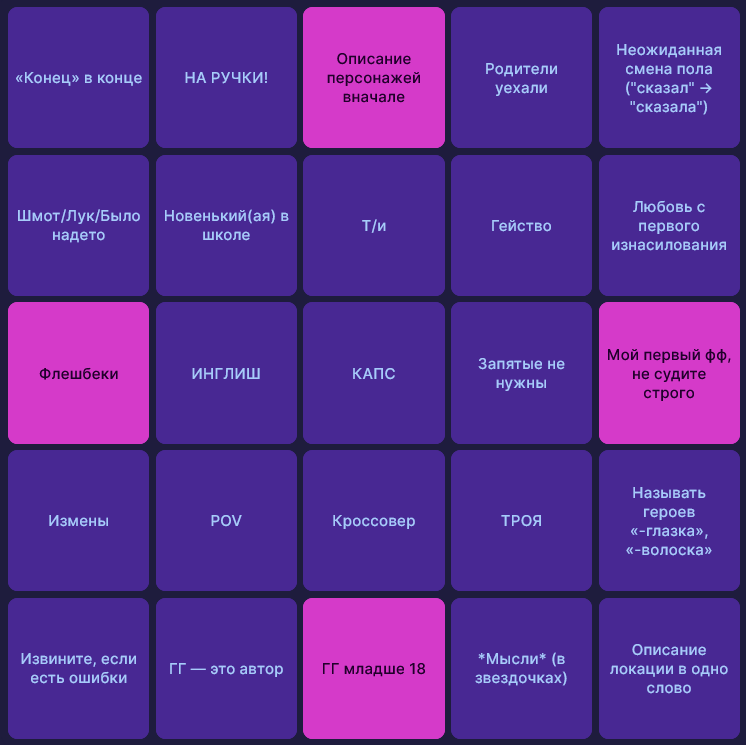 «Конец» в конце
НА РУЧКИ!
Описание
персонажей
вначале
Родители
уехали
Неожиданная
смена пола
("сказал" →
"сказала")
Шмот/Лук/Было
надето
Новенький(ая) в
школе
Т/и
Гейство
Любовь с
первого
изнасилования
Флешбеки
ИНГЛИШ
КАПС
Запятые не
нужны
Мой первый фф,
не судите
строго
Измены
POV
Кроссовер
ТРОЯ
Называть
героев
«-глазка»,
«-волоска»
Извините, если
есть ошибки
ГГ — это автор
ГГ младше 18
*Мысли* (в
звездочках)
Описание
локации в одно
слово